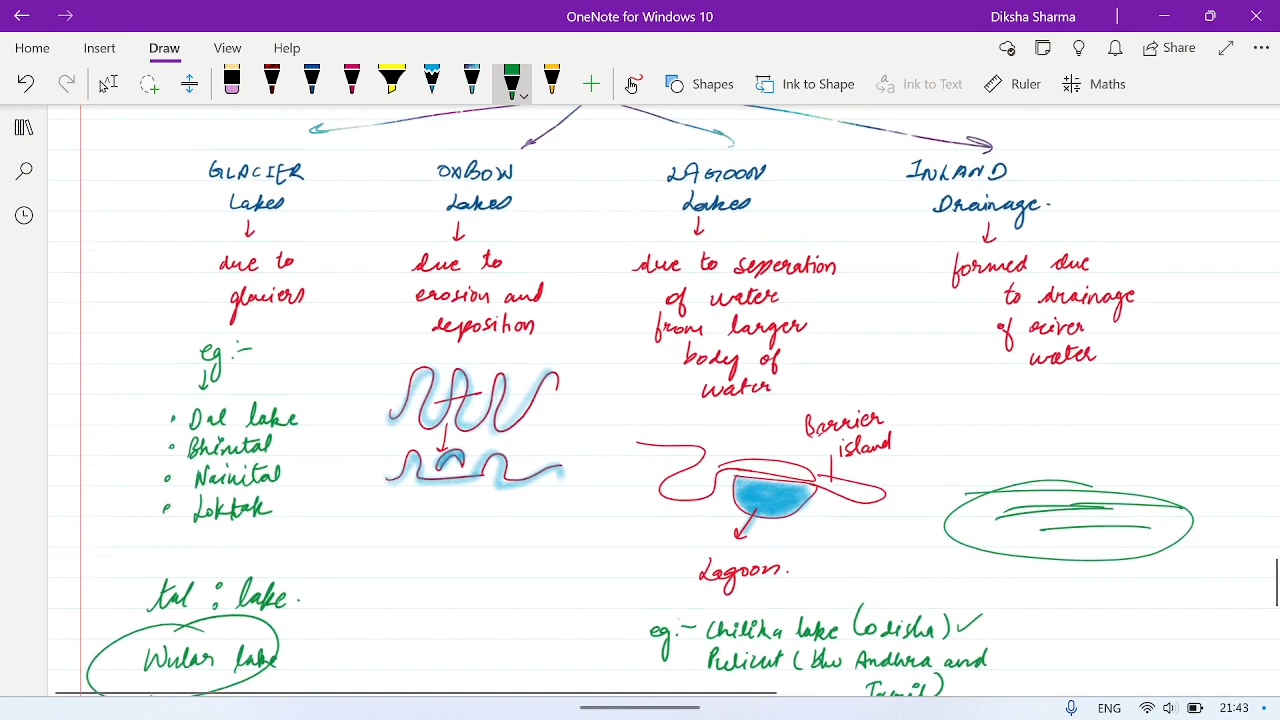 OneNote for Windows 10
Diksha Sharma
Home Insert Draw View Help
Share
Shapes
Ink to Shape
Ink to Text
Ruler
Maths
GLACIER
Lakes
due to
glaciers
eg:-
• Dal lake
• Bhimtal
• Nainital
• Loktak
tal : lake.
Wular lake
OXBOW
Lakes
due to
erosion and
deposition
LAGOON
Lakes
due to seperation
of water
from larger
body of
water
Barrier
island
Lagoon.
eg:- Chilika lake (odisha) ✓
Pulicut ( b/w Andhra and
Tamil)
INLAND
Drainage.
formed due
to drainage
of river
water
ENG
21:43